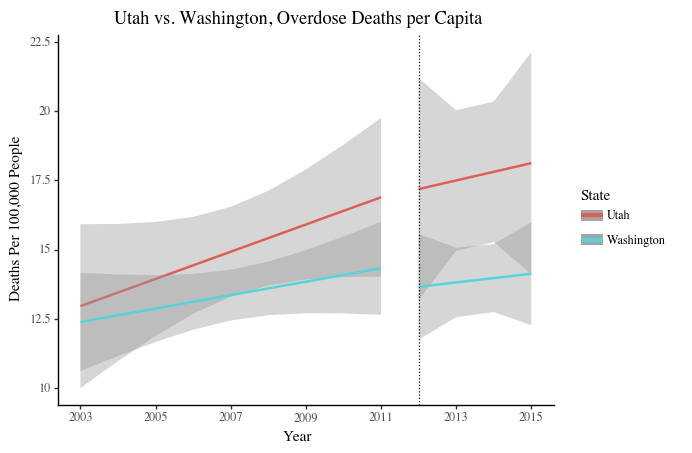 Utah vs. Washington, Overdose Deaths per Capita
Deaths Per 100,000 People
22.5
20
17.5
15
12.5
10
2003
2005
2007
2009
2011
2013
2015
Year
State
Utah
Washington